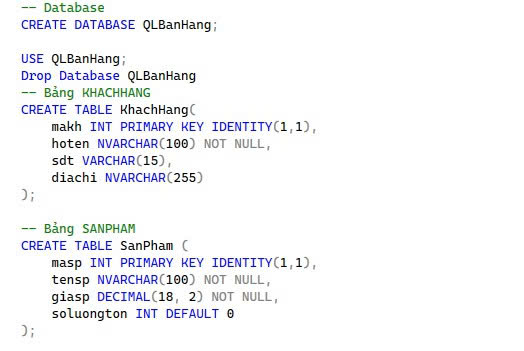 -- Database
CREATE DATABASE QLBanHang;
USE QLBanHang;
Drop Database QLBanHang
-- Bảng KHACHHANG
CREATE TABLE KhachHang(
    makh INT PRIMARY KEY IDENTITY(1,1),
    hoten NVARCHAR(100) NOT NULL,
    sdt VARCHAR(15),
    diachi NVARCHAR(255)
);
-- Bảng SANPHAM
CREATE TABLE SanPham (
    masp INT PRIMARY KEY IDENTITY(1,1),
    tensp NVARCHAR(100) NOT NULL,
    giasp DECIMAL(18, 2) NOT NULL,
    soluongton INT DEFAULT 0
);